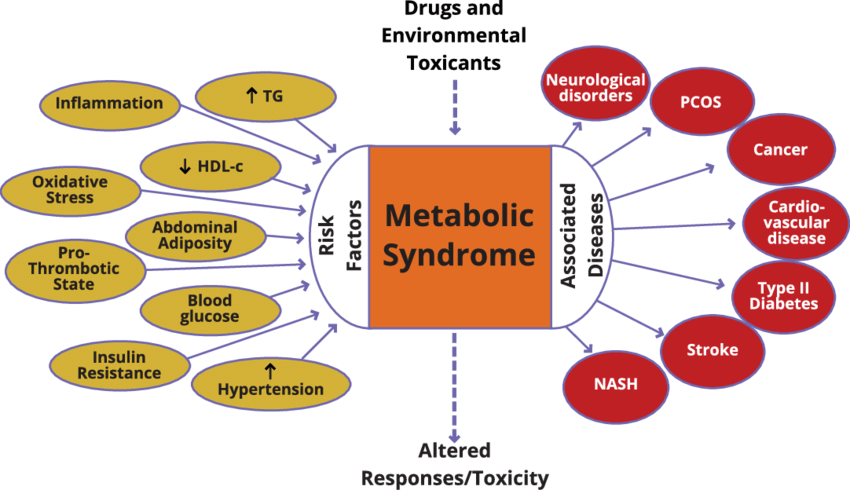 Drugs and
Environmental
Toxicants
Inflammation
↑ TG
↓ HDL-c
Oxidative
Stress
Abdominal
Adiposity
Pro-
Thrombotic
State
Blood
glucose
Insulin
Resistance
↑
Hypertension
Risk
Factors
Metabolic
Syndrome
Associated
Diseases
Neurological
disorders
PCOS
Cancer
Cardio-
vascular
disease
Type II
Diabetes
Stroke
NASH
Altered
Responses/Toxicity